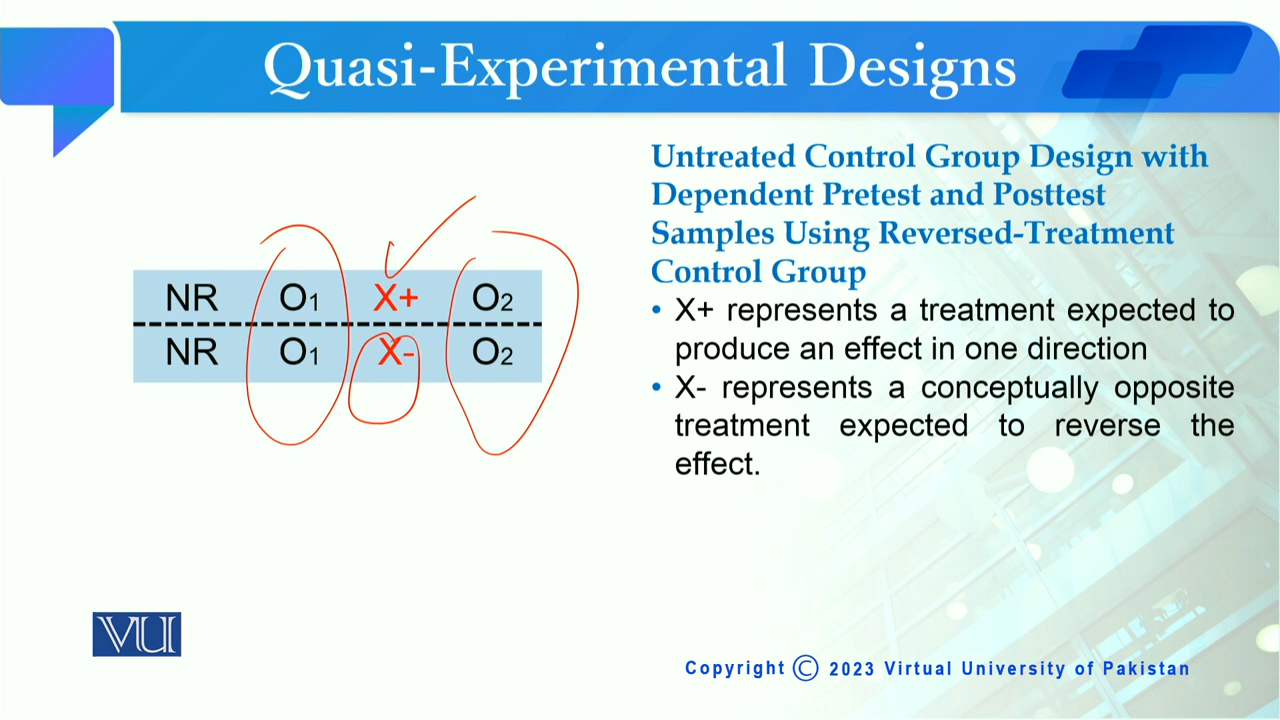 Quasi-Experimental Designs
Untreated Control Group Design with
Dependent Pretest and Posttest
Samples Using Reversed-Treatment
Control Group
NR O1 X+ O2
NR O1 X- O2
• X+ represents a treatment expected to
produce an effect in one direction
• X- represents a conceptually opposite
treatment expected to reverse the
effect.
VU
Copyright © 2023 Virtual University of Pakistan